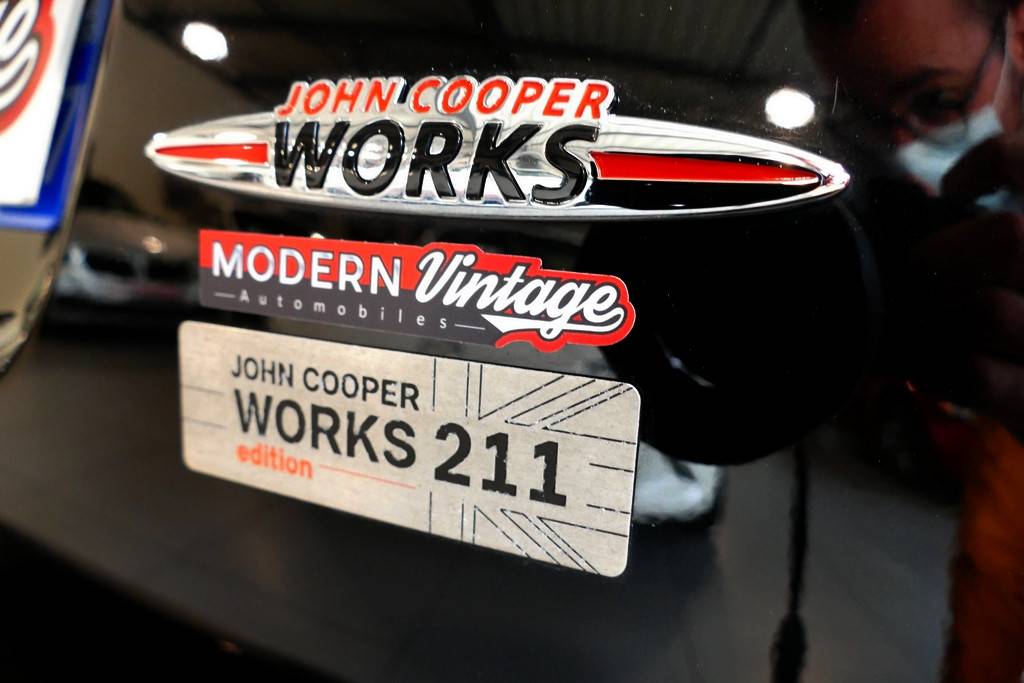 JOHN COOPER
WORKS
MODERN Vintage
Automobiles
JOHN COOPER
WORKS 211
edition